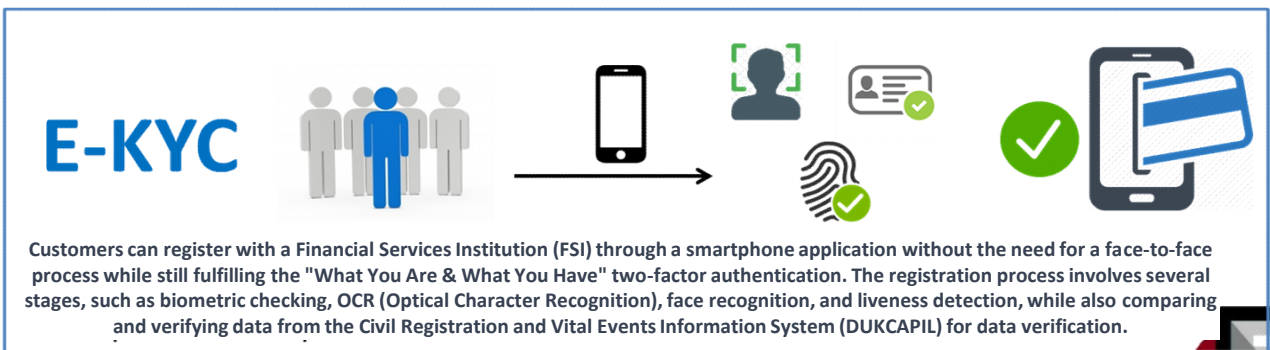 E-KYC
Customers can register with a Financial Services Institution (FSI) through a smartphone application without the need for a face-to-face
process while still fulfilling the "What You Are & What You Have" two-factor authentication. The registration process involves several
stages, such as biometric checking, OCR (Optical Character Recognition), face recognition, and liveness detection, while also comparing
and verifying data from the Civil Registration and Vital Events Information System (DUKCAPIL) for data verification.